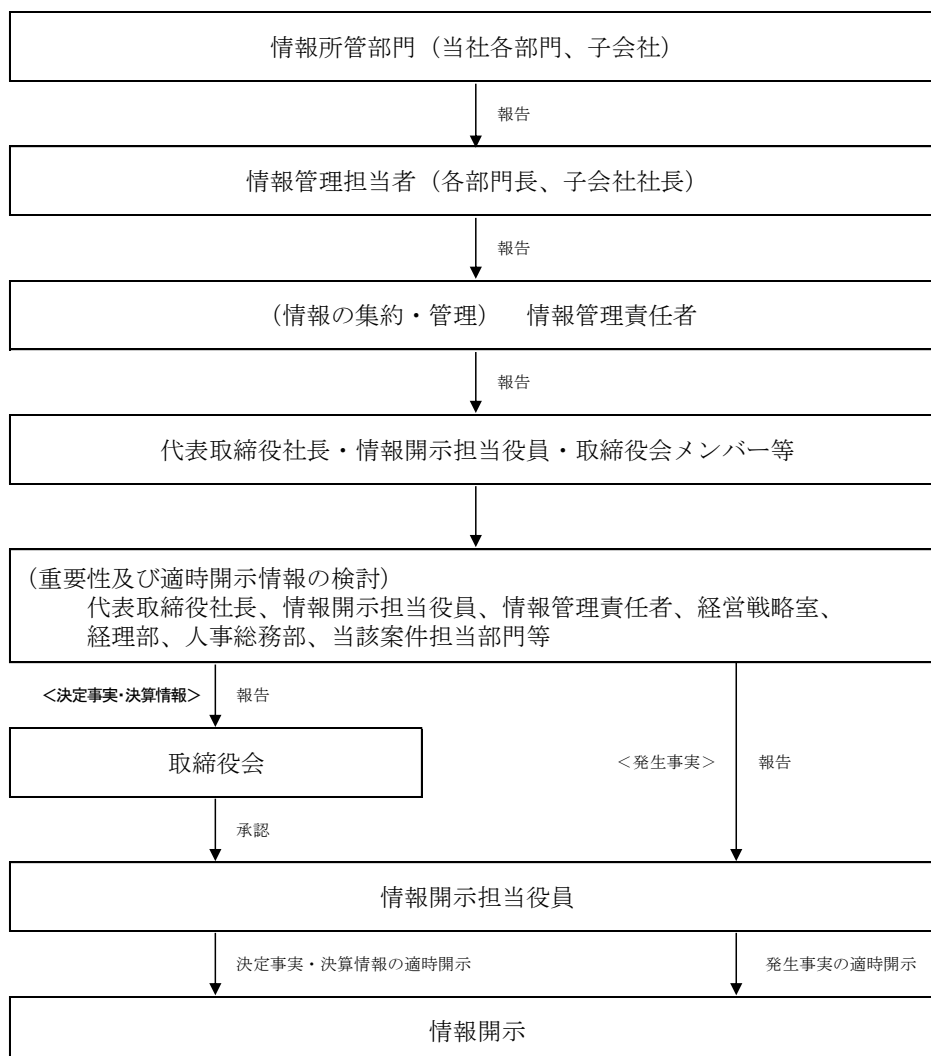 情報所管部門（当社各部門、子会社）
報告
情報管理担当者（各部門長、子会社社長）
報告
（情報の集約・管理）　情報管理責任者
報告
代表取締役社長・情報開示担当役員・取締役会メンバー等
（重要性及び適時開示情報の検討）
代表取締役社長、情報開示担当役員、情報管理責任者、経営戦略室、
経理部、人事総務部、当該案件担当部門等
＜決定事実・決算情報＞　報告
取締役会
＜発生事実＞　報告
承認
情報開示担当役員
決定事実・決算情報の適時開示　発生事実の適時開示
情報開示